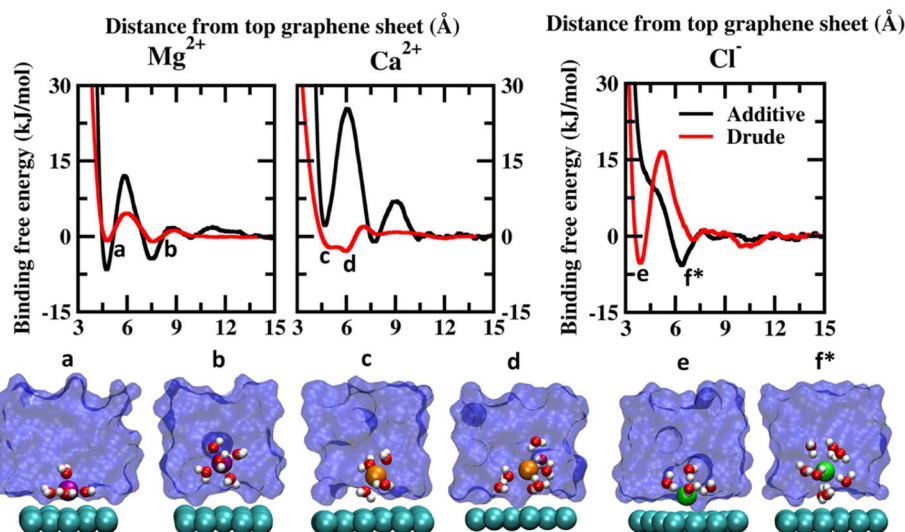 Distance from top graphene sheet (Å)
Distance from top graphene sheet (Å)
Mg2+
Ca2+
Cl-
Binding free energy (kJ/mol)
30
15
0
-15
3 6 9 12 15
a
b
30
15
0
-15
3 6 9 12 15
c
d
Binding free energy (kJ/mol)
30
15
0
-15
3 6 9 12 15
Additive
Drude
e
f*
a b c d e f*